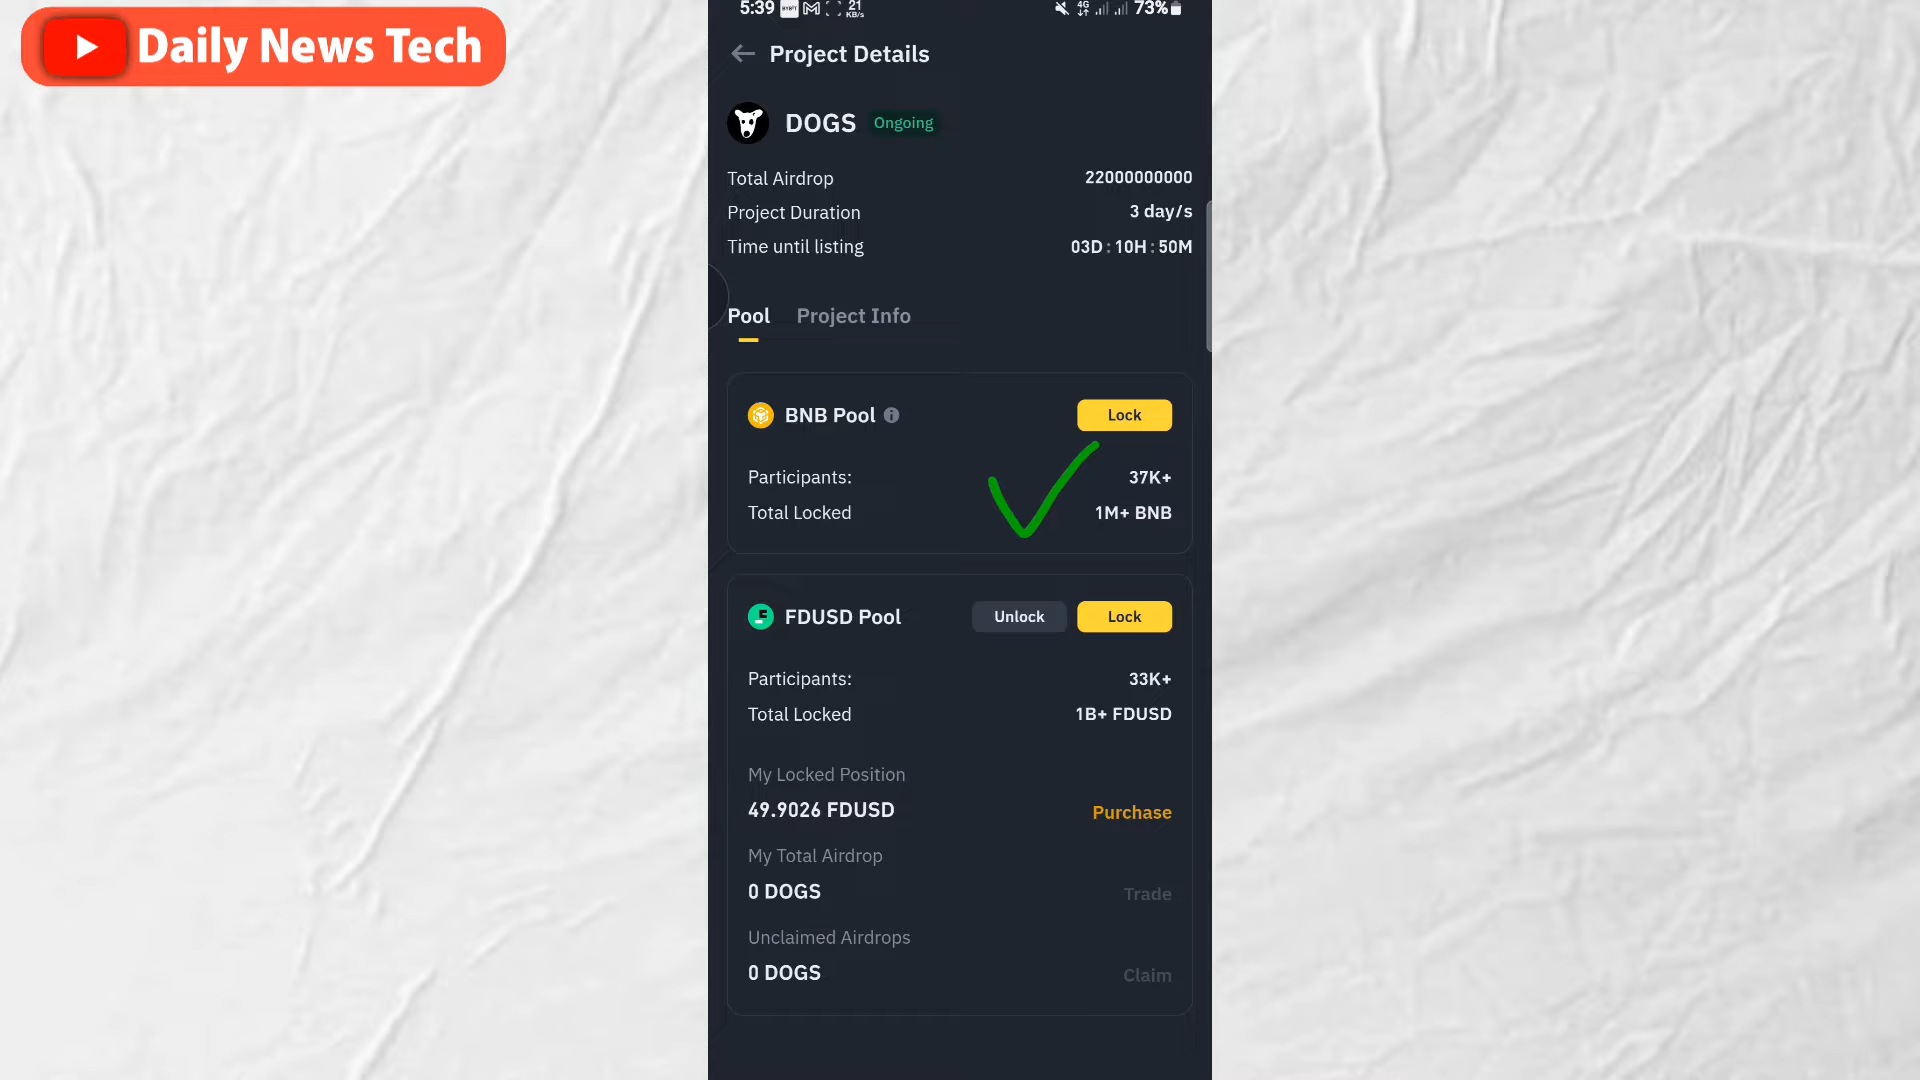 Daily News Tech
5:39 21 KB/s 4G 73%
Project Details
DOGS Ongoing
Total Airdrop 22000000000
Project Duration 3 day/s
Time until listing 03D : 10H : 50M
Pool Project Info
BNB Pool Lock
Participants: 37K+
Total Locked 1M+ BNB
FDUSD Pool Unlock Lock
Participants: 33K+
Total Locked 1B+ FDUSD
My Locked Position
49.9026 FDUSD Purchase
My Total Airdrop
0 DOGS Trade
Unclaimed Airdrops
0 DOGS Claim